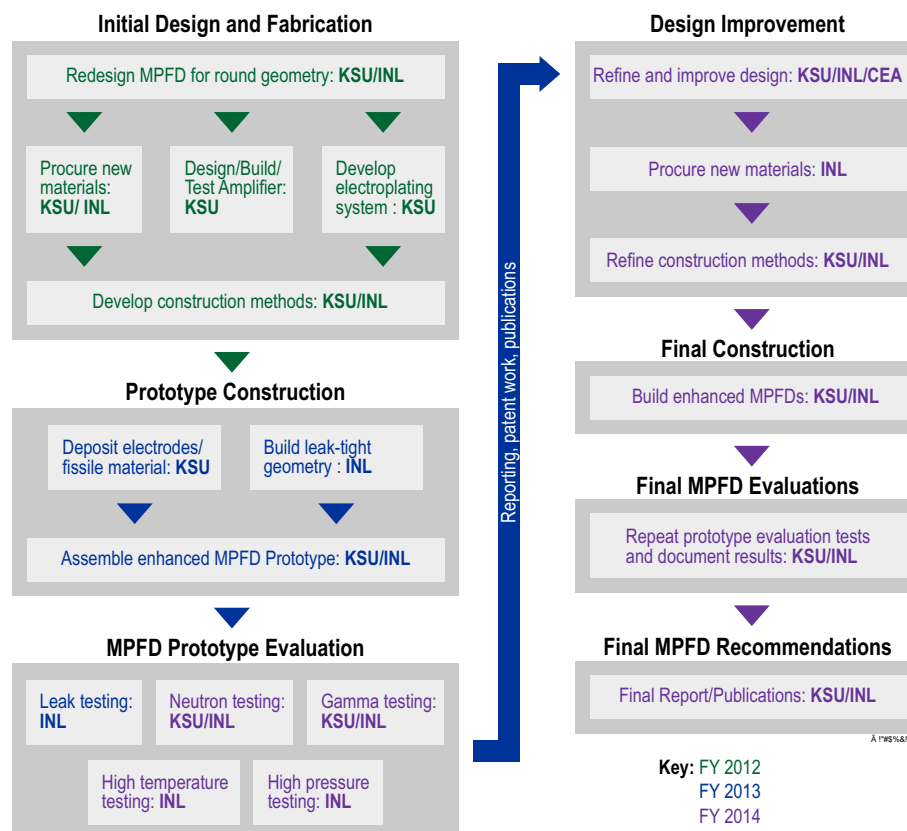 Initial Design and Fabrication
Redesign MPFD for round geometry: KSU/INL
Procure new
materials:
KSU/ INL
Design/Build/
Test Amplifier:
KSU
Develop
electroplating
system : KSU
Develop construction methods: KSU/INL
Prototype Construction
Deposit electrodes/
fissile material: KSU
Build leak-tight
geometry : INL
Assemble enhanced MPFD Prototype: KSU/INL
MPFD Prototype Evaluation
Leak testing:
INL
Neutron testing:
KSU/INL
Gamma testing:
KSU/INL
High temperature
testing: INL
High pressure
testing: INL
Reporting, patent work, publications
Design Improvement
Refine and improve design: KSU/INL/CEA
Procure new materials: INL
Refine construction methods: KSU/INL
Final Construction
Build enhanced MPFDs: KSU/INL
Final MPFD Evaluations
Repeat prototype evaluation tests
and document results: KSU/INL
Final MPFD Recommendations
Final Report/Publications: KSU/INL
Key: FY 2012
FY 2013
FY 2014